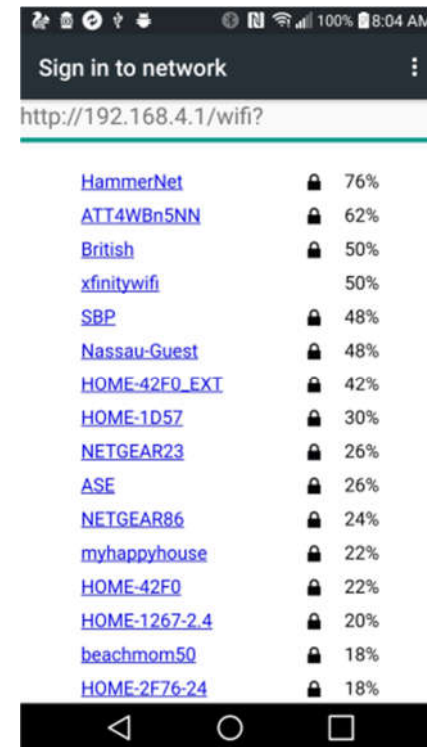 100% 8:04 AM
Sign in to network
http://192.168.4.1/wifi?
HammerNet 76%
ATT4WBn5NN 62%
British 50%
xfinitywifi 50%
SBP 48%
Nassau-Guest 48%
HOME-42F0_EXT 42%
HOME-1D57 30%
NETGEAR23 26%
ASE 26%
NETGEAR86 24%
myhappyhouse 22%
HOME-42F0 22%
HOME-1267-2.4 20%
beachmom50 18%
HOME-2F76-24 18%